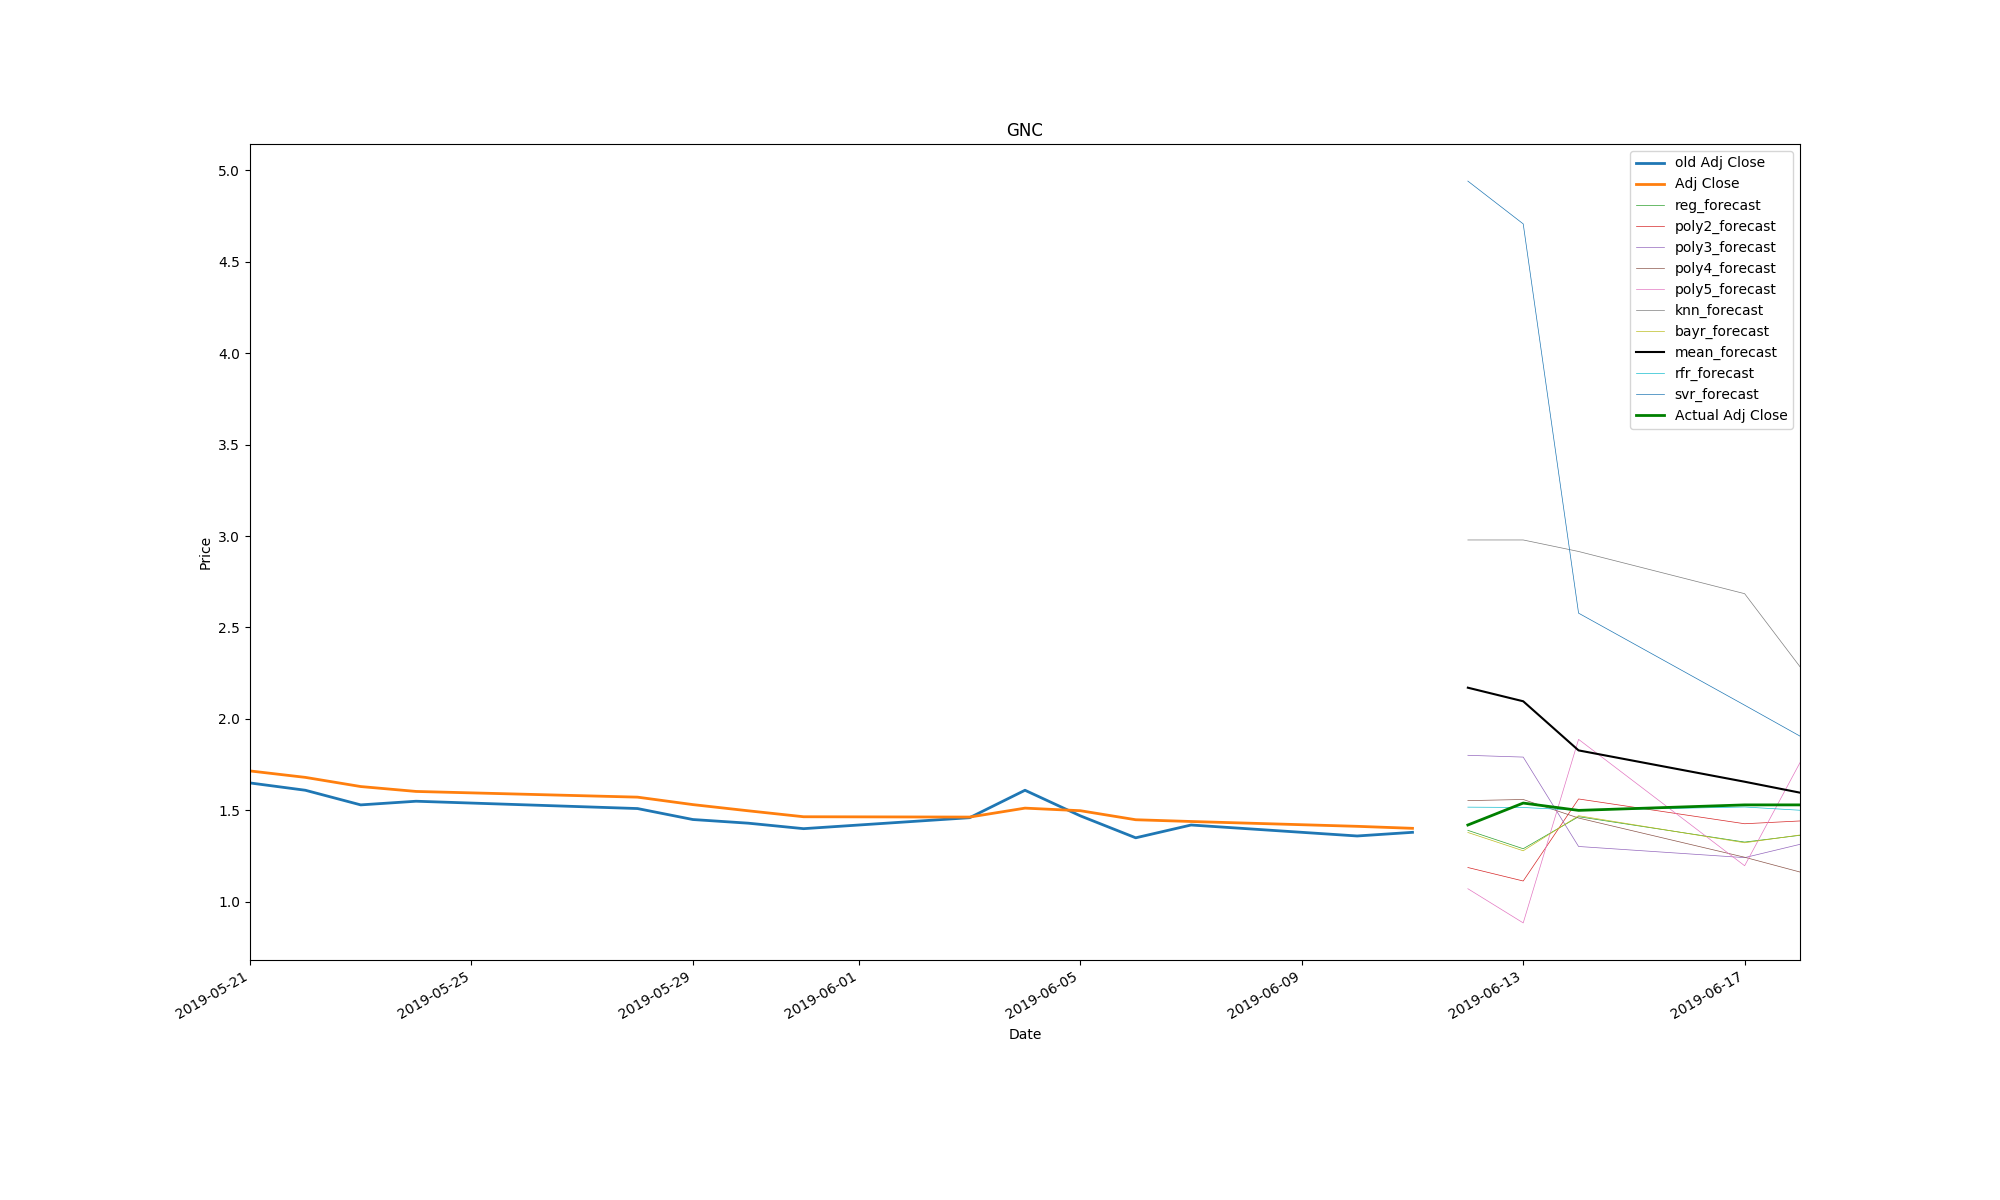 GNC
5.0
4.5
4.0
3.5
3.0
2.5
2.0
1.5
1.0
Price
old Adj Close
Adj Close
reg_forecast
poly2_forecast
poly3_forecast
poly4_forecast
poly5_forecast
knn_forecast
bayr_forecast
mean_forecast
rfr_forecast
svr_forecast
Actual Adj Close
2019-05-21
2019-05-25
2019-05-29
2019-06-01
2019-06-05
2019-06-09
2019-06-13
2019-06-17
Date